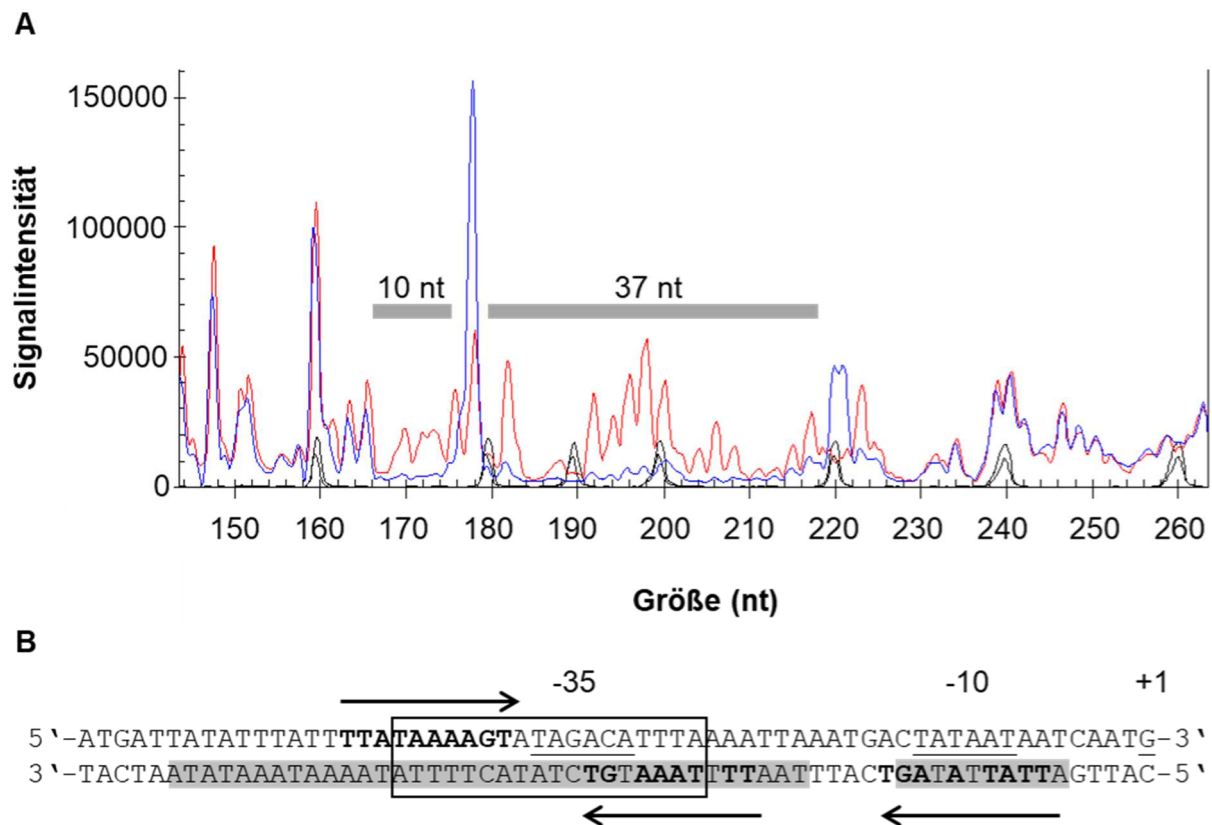 A
Signalintensität
150000
100000
50000
0
10 nt
37 nt
150 160 170 180 190 200 210 220 230 240 250 260
Größe (nt)
B
-35 -10 +1
5‘-ATGATTATATTTATTTTATAAAAGTATAGACATTTAAAATTAAATGACTATAATAATCAATG-3‘
3‘-TACTAATATAAATAAAATATTTTCATATCTGTAAATTTTAATTTACTGATATTATTAGTTAC-5‘